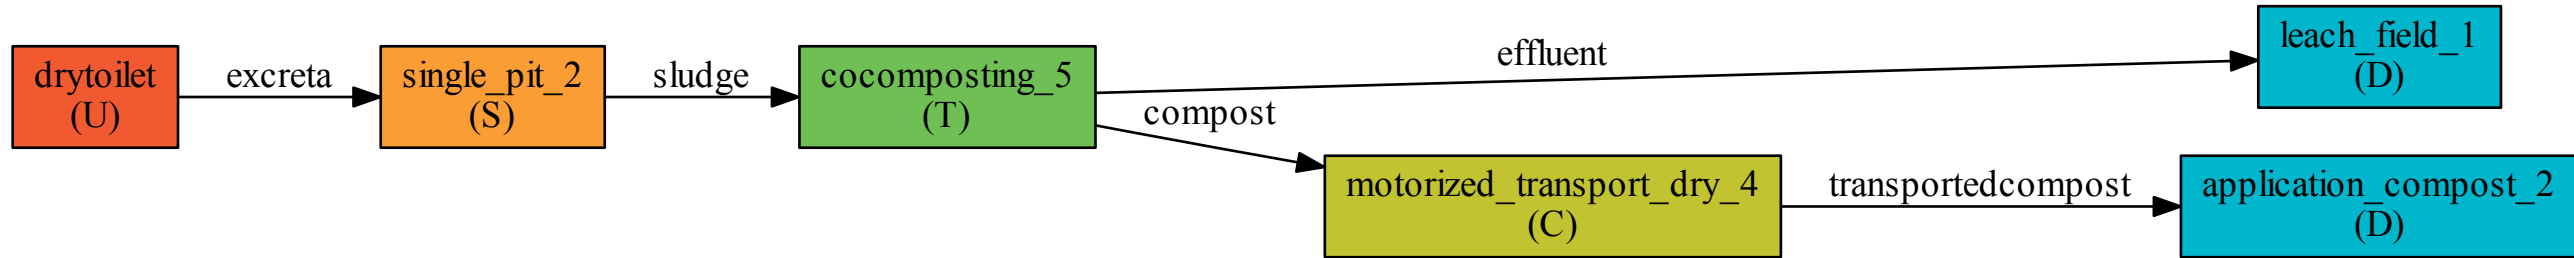 drytoilet
(U)
excreta
single_pit_2
(S)
sludge
cocomposting_5
(T)
effluent
leach_field_1
(D)
compost
motorized_transport_dry_4
(C)
transportedcompost
application_compost_2
(D)